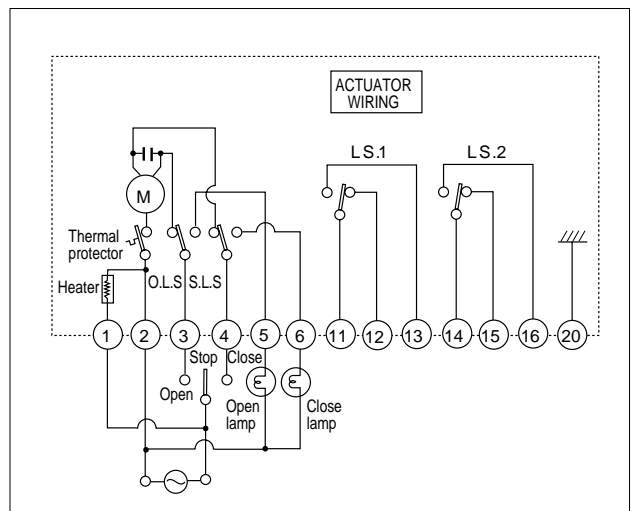 ACTUATOR
WIRING
LS.1
LS.2
M
Thermal
protector
Heater
O.L.S
S.L.S
1
2
3
4
5
6
11
12
13
14
15
16
20
Stop
Close
Open
Open
lamp
Close
lamp